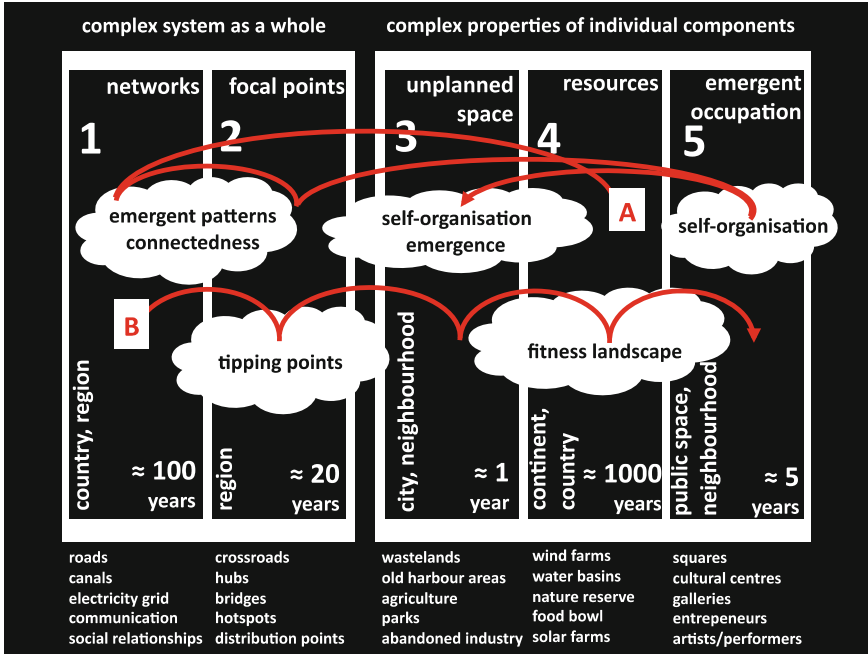 complex system as a whole
complex properties of individual components
networks
1
focal points
2
unplanned
space
3
resources
4
emergent
occupation
5
emergent patterns
connectedness
self-organisation
emergence
A
self-organisation
B
tipping points
fitness landscape
country, region
≈ 100
years
region
≈ 20
years
city, neighbourhood
≈ 1
year
continent,
country
≈ 1000
years
public space,
neighbourhood
≈ 5
years
roads
canals
electricity grid
communication
social relationships
crossroads
hubs
bridges
hotspots
distribution points
wastelands
old harbour areas
agriculture
parks
abandoned industry
wind farms
water basins
nature reserve
food bowl
solar farms
squares
cultural centres
galleries
entrepeneurs
artists/performers